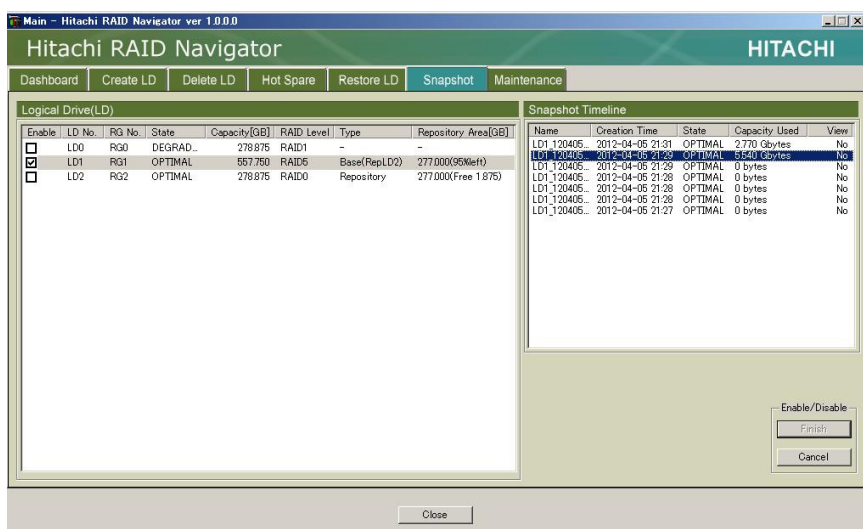 Main - Hitachi RAID Navigator ver 1.0.0.0
Hitachi RAID Navigator
HITACHI
Dashboard Create LD Delete LD Hot Spare Restore LD Snapshot Maintenance
Logical Drive(LD)
Enable LD No. RG No. State Capacity[GB] RAID Level Type Repository Area[GB]
LD0 RG0 DEGRAD... 278.875 RAID1 - -
LD1 RG1 OPTIMAL 557.750 RAID5 Base(RepLD2) 277.000(95%left)
LD2 RG2 OPTIMAL 278.875 RAID0 Repository 277.000(Free 1.875)
Snapshot Timeline
Name Creation Time State Capacity Used View
LD1_120405... 2012-04-05 21:31 OPTIMAL 2.770 Gbytes No
LD1_120405... 2012-04-05 21:29 OPTIMAL 5.540 Gbytes No
LD1_120405... 2012-04-05 21:29 OPTIMAL 0 bytes No
LD1_120405... 2012-04-05 21:28 OPTIMAL 0 bytes No
LD1_120405... 2012-04-05 21:28 OPTIMAL 0 bytes No
LD1_120405... 2012-04-05 21:28 OPTIMAL 0 bytes No
LD1_120405... 2012-04-05 21:27 OPTIMAL 0 bytes No
Enable/Disable
Finish
Cancel
Close